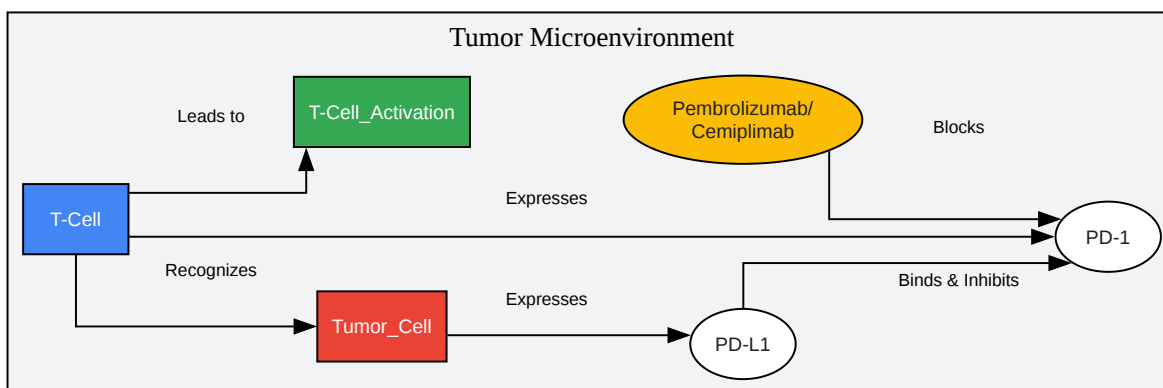 Tumor Microenvironment
Leads to
T-Cell_Activation
Pembrolizumab/
Cemiplimab
Blocks
T-Cell
Expresses
PD-1
Recognizes
Binds & Inhibits
Tumor_Cell
Expresses
PD-L1